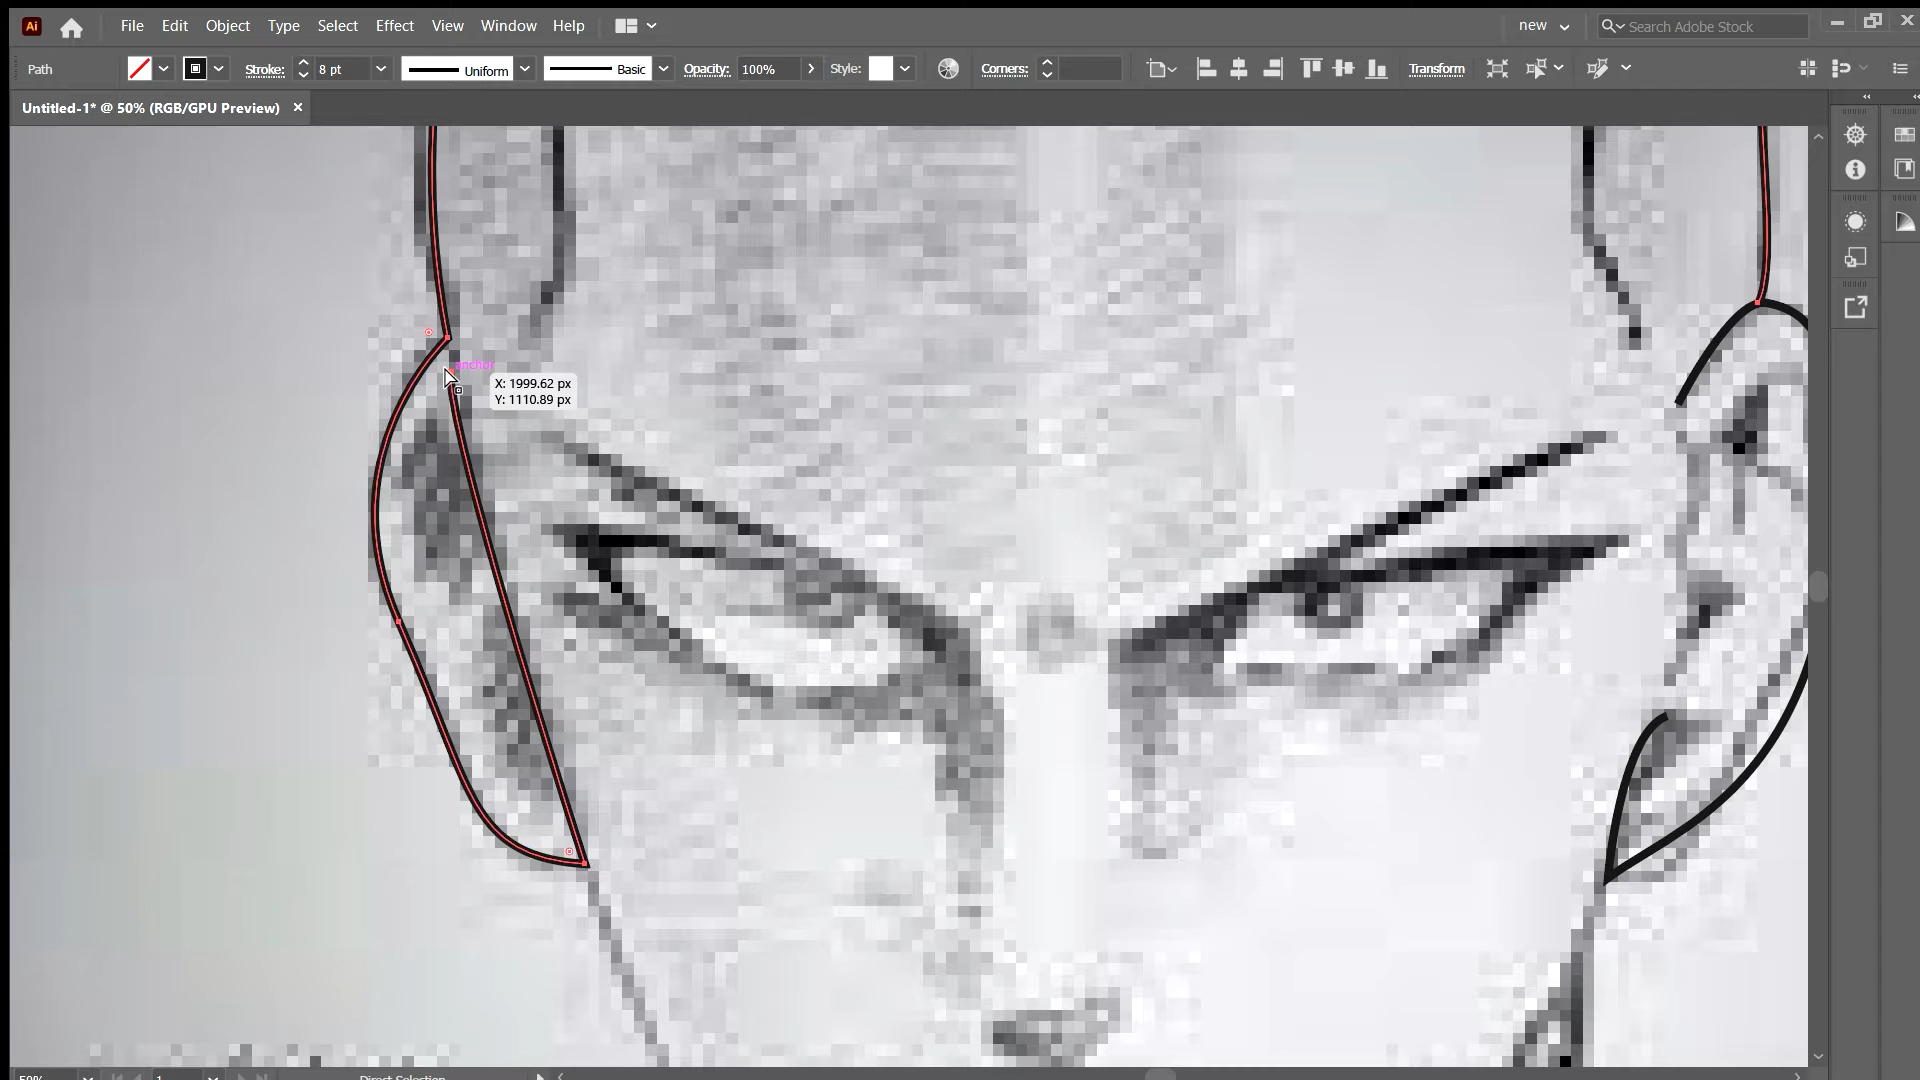 Ai File Edit Object Type Select Effect View Window Help new Search Adobe Stock
Path Stroke: 8 pt Uniform Basic Opacity: 100% Style: Corners: Transform
Untitled-1* @ 50% (RGB/GPU Preview)
anchor
X: 1999.62 px
Y: 1110.89 px
50% 1 Direct Selection